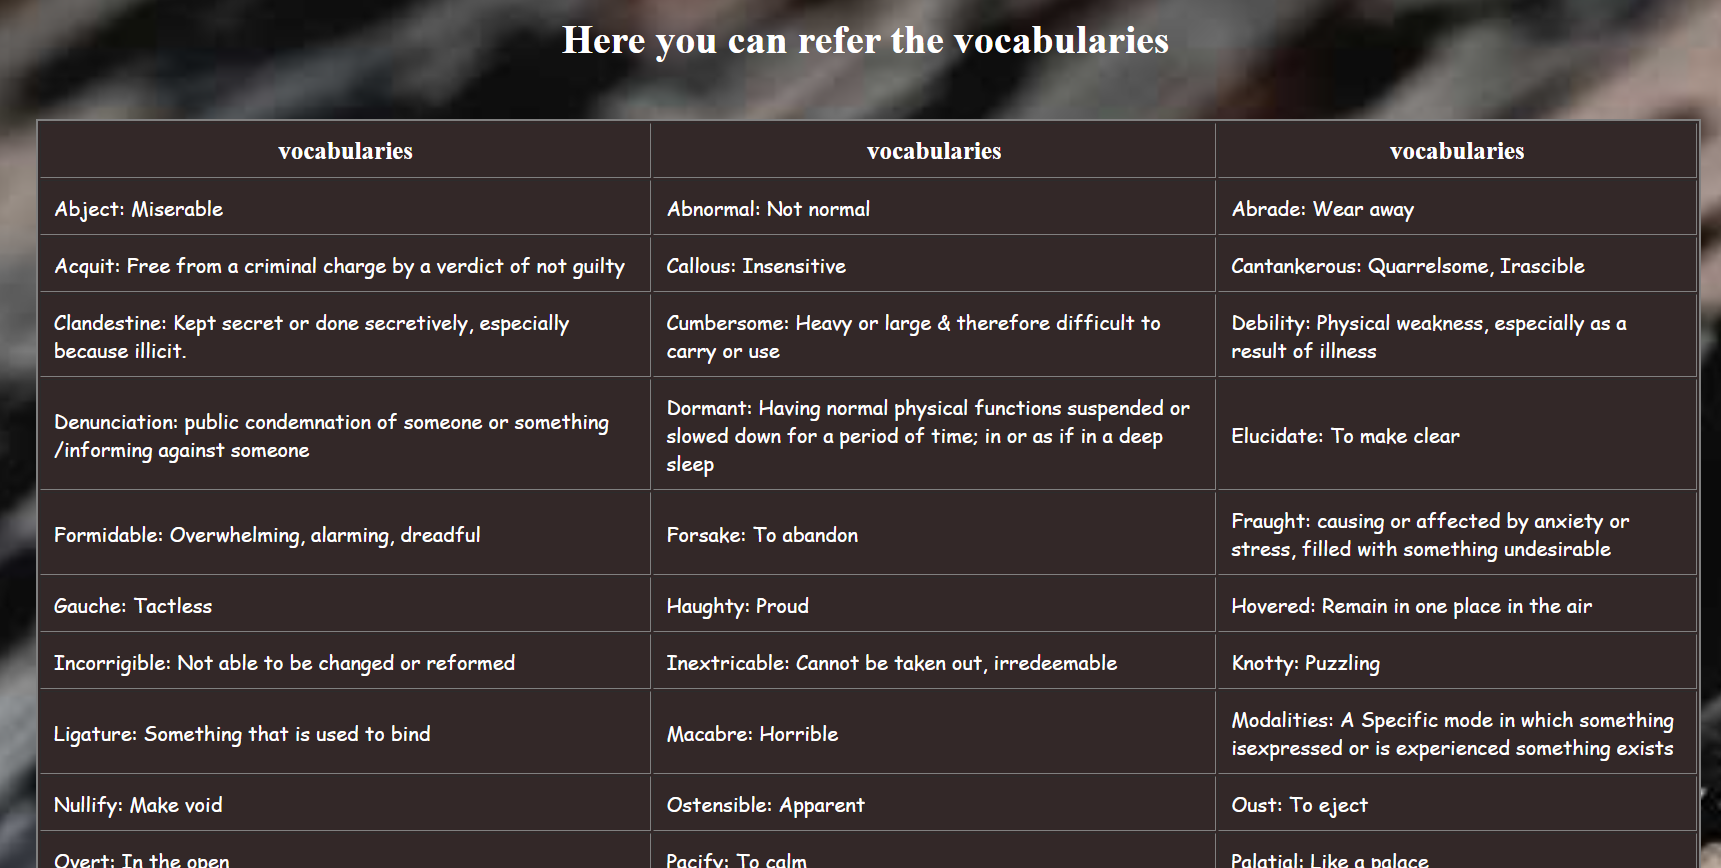 Here you can refer the vocabularies
vocabularies
vocabularies
vocabularies
Abject: Miserable
Abnormal: Not normal
Abrade: Wear away
Acquit: Free from a criminal charge by a verdict of not guilty
Callous: Insensitive
Cantankerous: Quarrelsome, Irascible
Clandestine: Kept secret or done secretively, especially
because illicit.
Cumbersome: Heavy or large & therefore difficult to
carry or use
Debility: Physical weakness, especially as a
result of illness
Denunciation: public condemnation of someone or something
/informing against someone
Dormant: Having normal physical functions suspended or
slowed down for a period of time; in or as if in a deep
sleep
Elucidate: To make clear
Formidable: Overwhelming, alarming, dreadful
Forsake: To abandon
Fraught: causing or affected by anxiety or
stress, filled with something undesirable
Gauche: Tactless
Haughty: Proud
Hovered: Remain in one place in the air
Incorrigible: Not able to be changed or reformed
Inextricable: Cannot be taken out, irredeemable
Knotty: Puzzling
Ligature: Something that is used to bind
Macabre: Horrible
Modalities: A Specific mode in which something
isexpressed or is experienced something exists
Nullify: Make void
Ostensible: Apparent
Oust: To eject
Overt: In the open
Pacify: To calm
Palatial: Like a palace